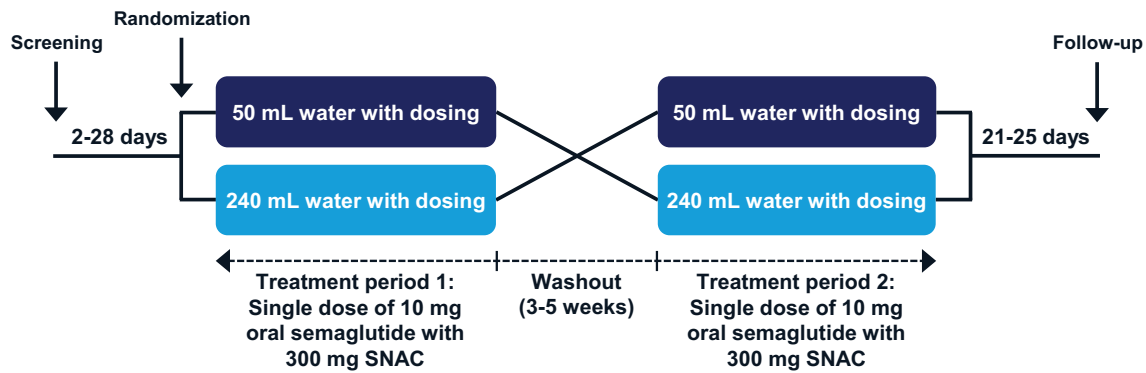 Randomization
Screening
Follow-up
2-28 days
50 mL water with dosing
50 mL water with dosing
21-25 days
240 mL water with dosing
240 mL water with dosing
Treatment period 1:
Single dose of 10 mg
oral semaglutide with
300 mg SNAC
Washout
(3-5 weeks)
Treatment period 2:
Single dose of 10 mg
oral semaglutide with
300 mg SNAC